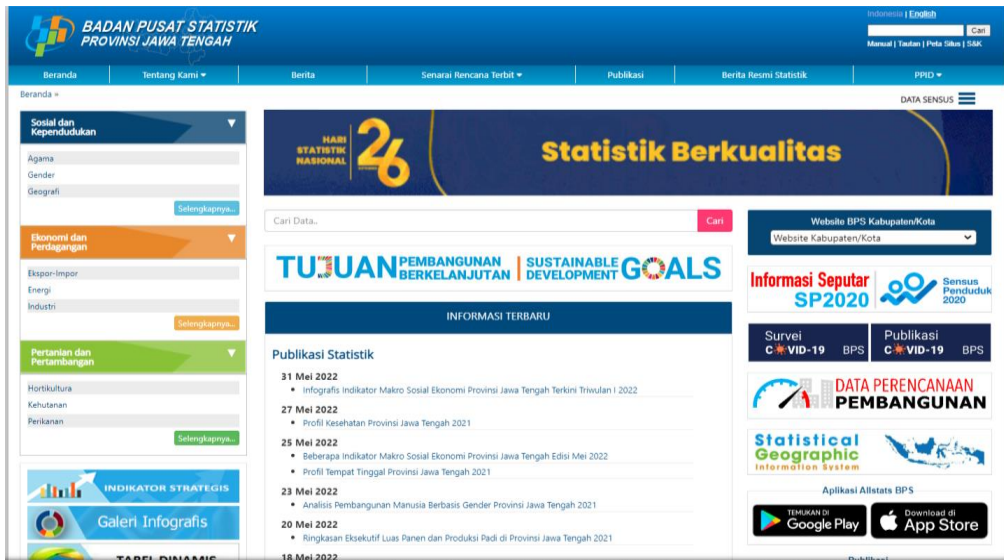 BADAN PUSAT STATISTIK
PROVINSI JAWA TENGAH
Indonesia | English
Cari
Manual | Tautan | Peta Situs | S&K
Beranda
Tentang Kami
Berita
Senarai Rencana Terbit
Publikasi
Berita Resmi Statistik
PPID
Beranda »
DATA SENSUS
Sosial dan
Kependudukan
Agama
Gender
Geografi
Selengkapnya...
Ekonomi dan
Perdagangan
Ekspor-Impor
Energi
Industri
Selengkapnya...
Pertanian dan
Pertambangan
Hortikultura
Kehutanan
Perikanan
Selengkapnya...
INDIKATOR STRATEGIS
Galeri Infografis
TABEL DINAMIS
HARI
STATISTIK
NASIONAL
26
Statistik Berkualitas
Cari Data..
Cari
TUJUAN PEMBANGUNAN BERKELANJUTAN
SUSTAINABLE DEVELOPMENT GOALS
INFORMASI TERBARU
Publikasi Statistik
31 Mei 2022
Infografis Indikator Makro Sosial Ekonomi Provinsi Jawa Tengah Terkini Triwulan I 2022
27 Mei 2022
Profil Kesehatan Provinsi Jawa Tengah 2021
25 Mei 2022
Beberapa Indikator Makro Sosial Ekonomi Provinsi Jawa Tengah Edisi Mei 2022
Profil Tempat Tinggal Provinsi Jawa Tengah 2021
23 Mei 2022
Analisis Pembangunan Manusia Berbasis Gender Provinsi Jawa Tengah 2021
20 Mei 2022
Ringkasan Eksekutif Luas Panen dan Produksi Padi di Provinsi Jawa Tengah 2021
18 Mei 2022
Website BPS Kabupaten/Kota
Website Kabupaten/Kota
Informasi Seputar
SP2020
Sensus
Penduduk
2020
Survei
COVID-19 BPS
Publikasi
COVID-19 BPS
DATA PERENCANAAN
PEMBANGUNAN
Statistical
Geographic
Information System
Aplikasi Allstats BPS
TEMUKAN DI
Google Play
Download di
App Store
Publikasi